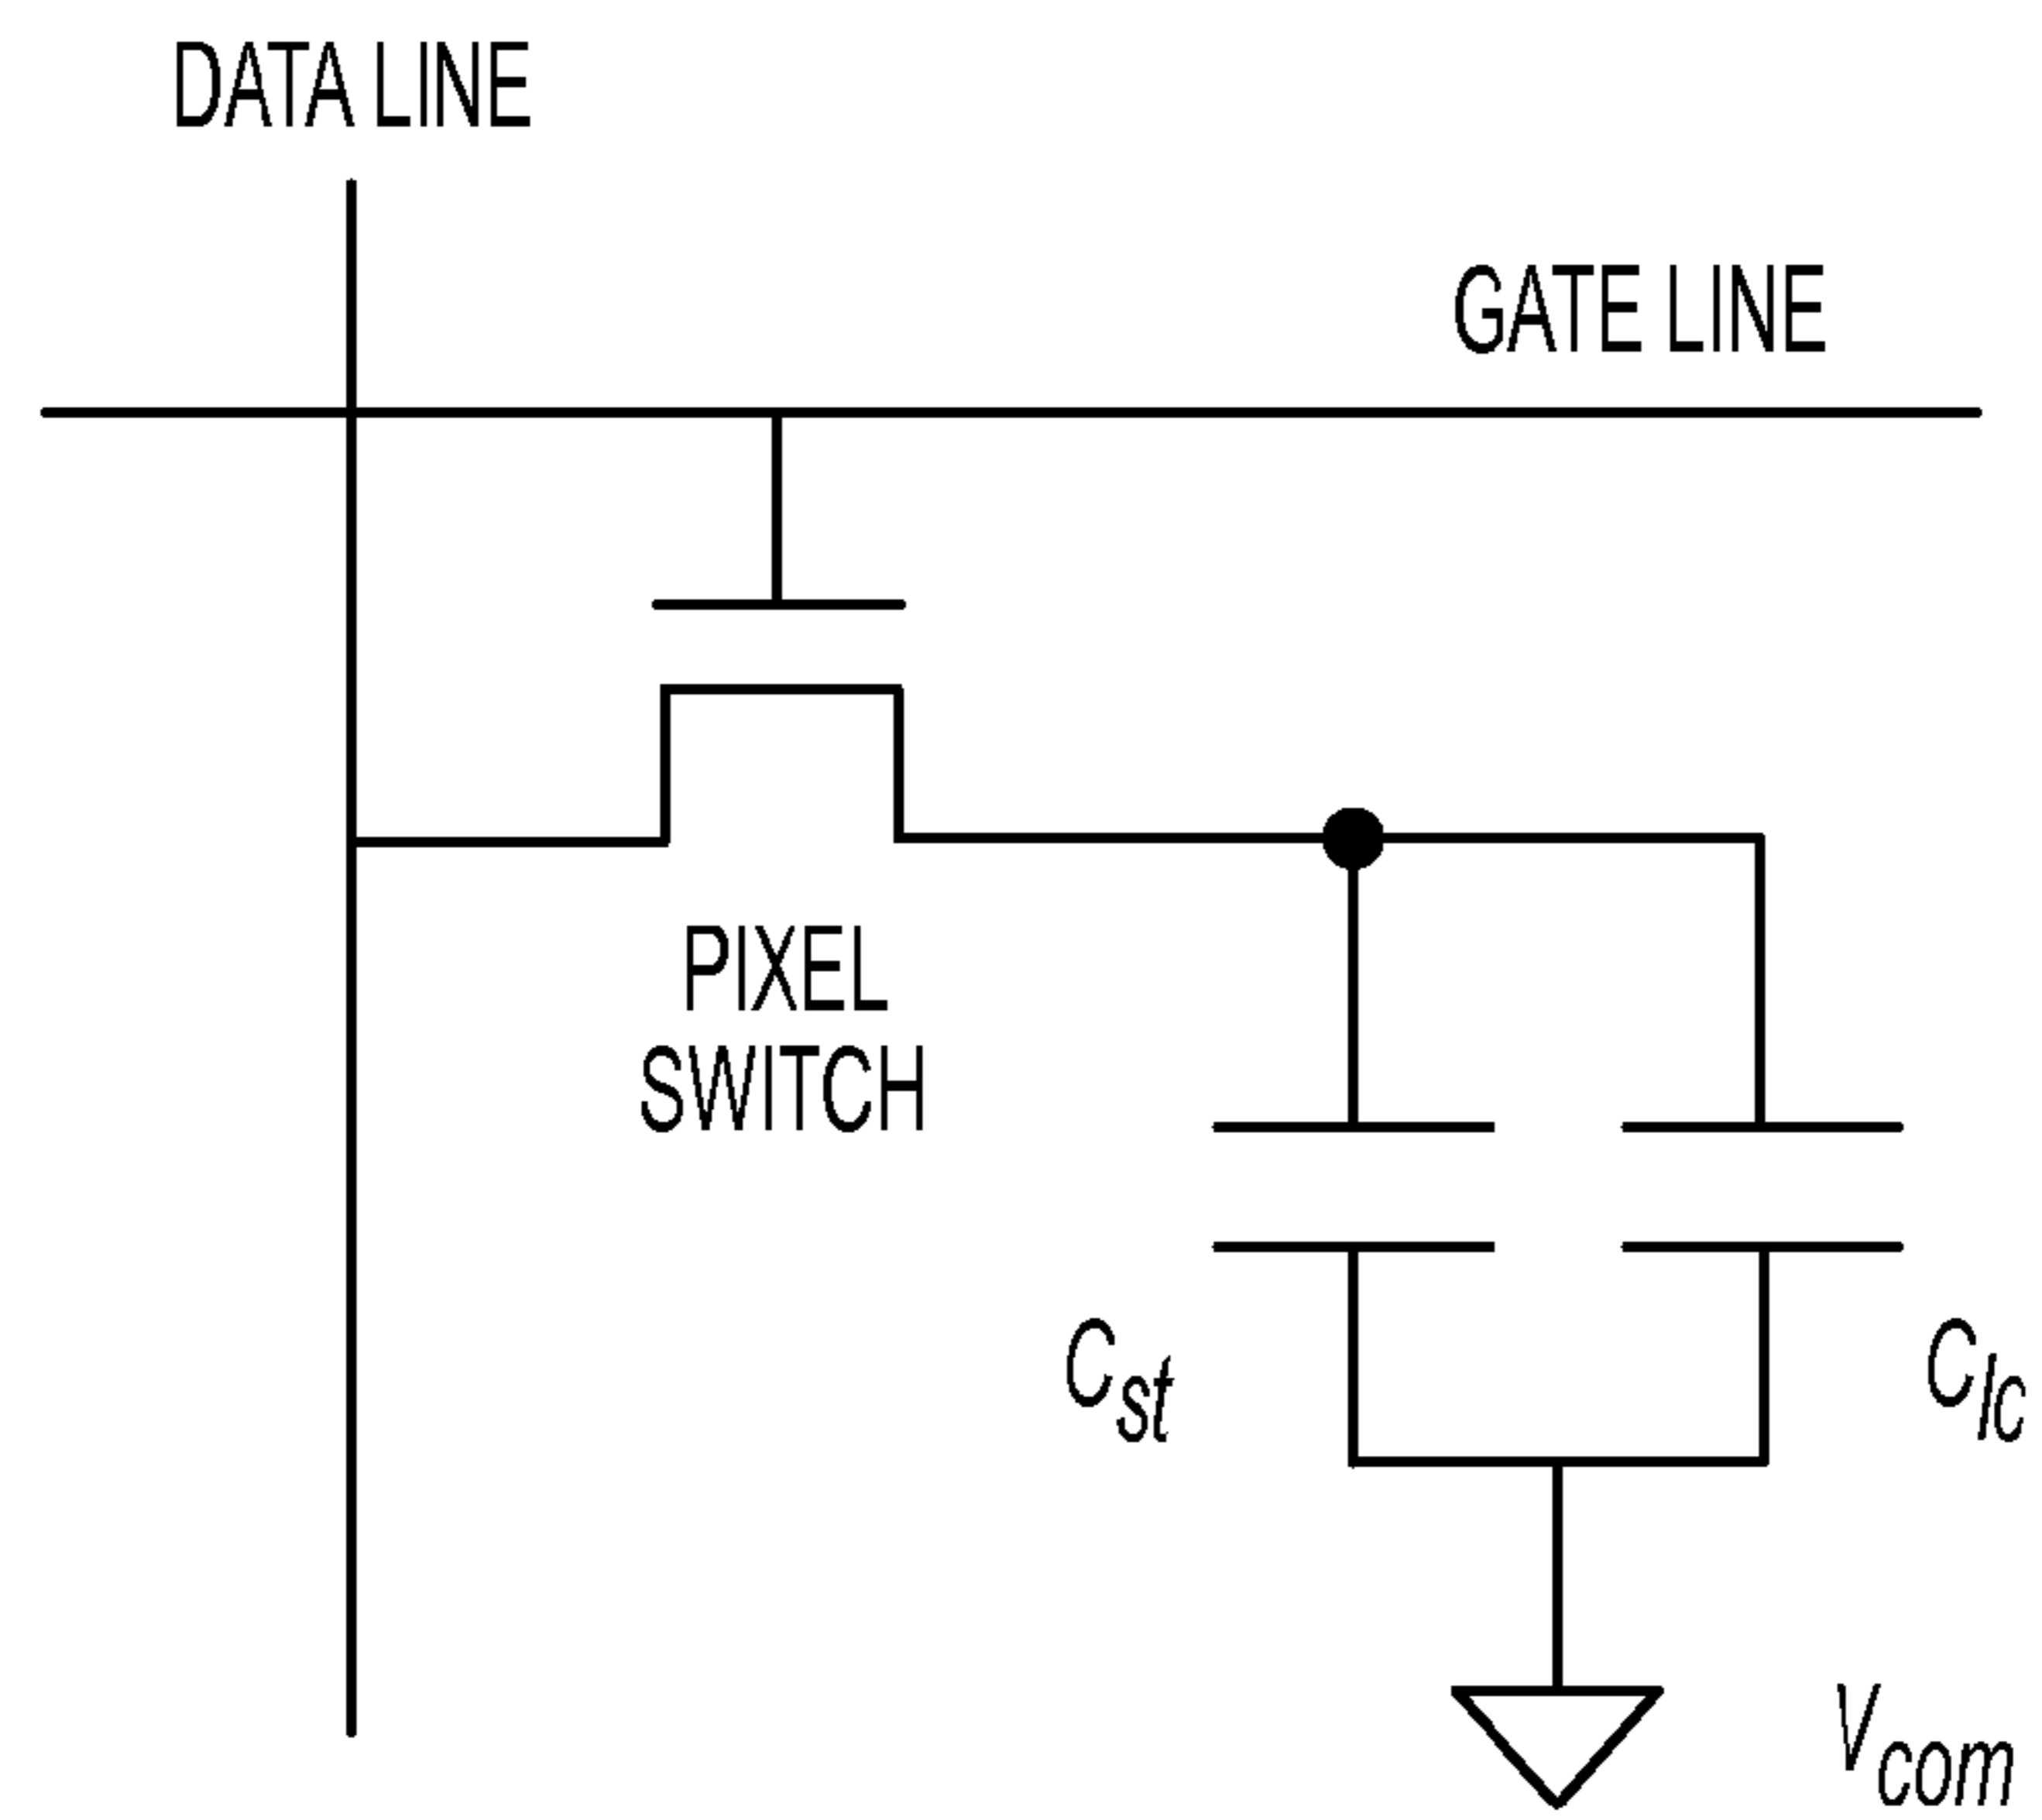 DATA LINE
GATE LINE
PIXEL
SWITCH
Cst
Clc
Vcom